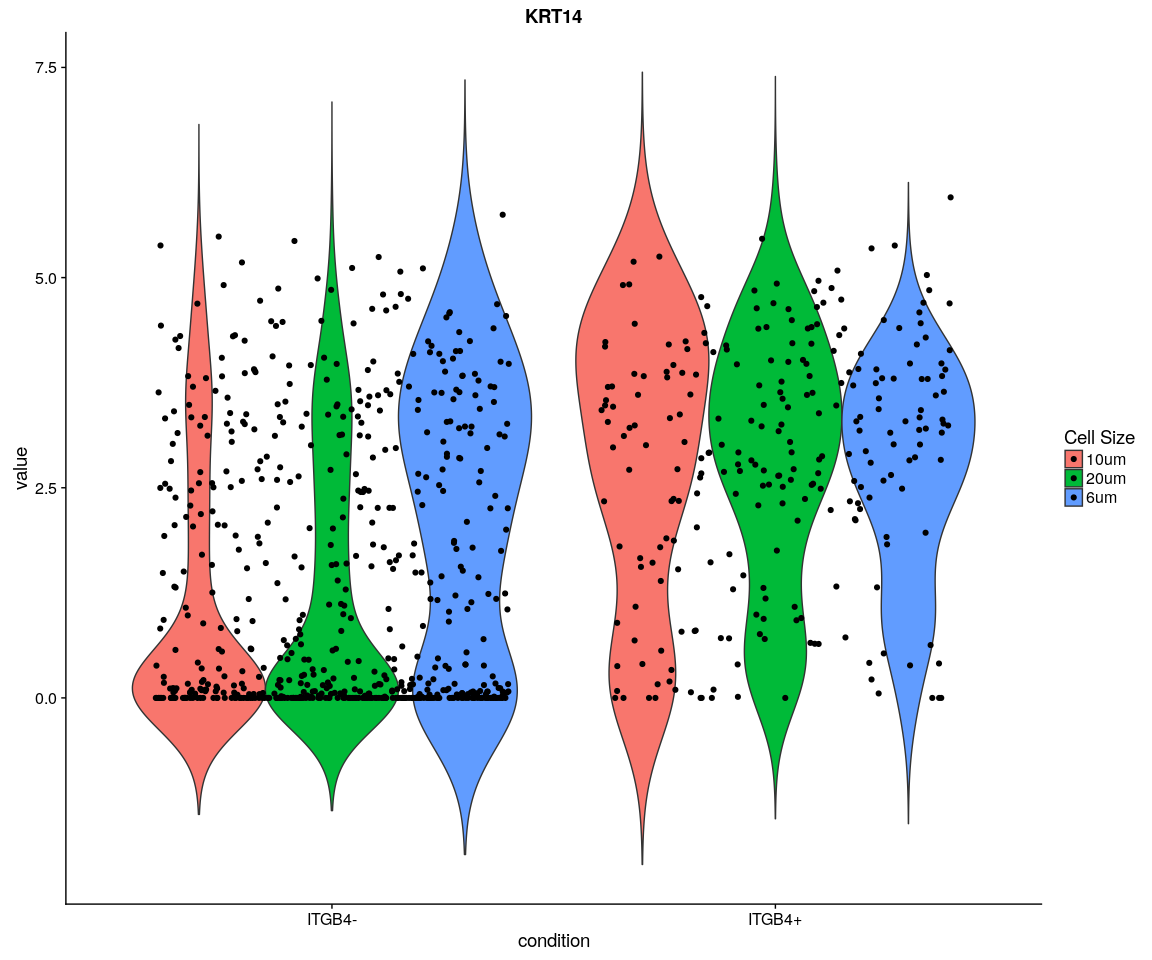 KRT14
7.5
5.0
2.5
0.0
value
ITGB4-
ITGB4+
condition
Cell Size
10um
20um
6um